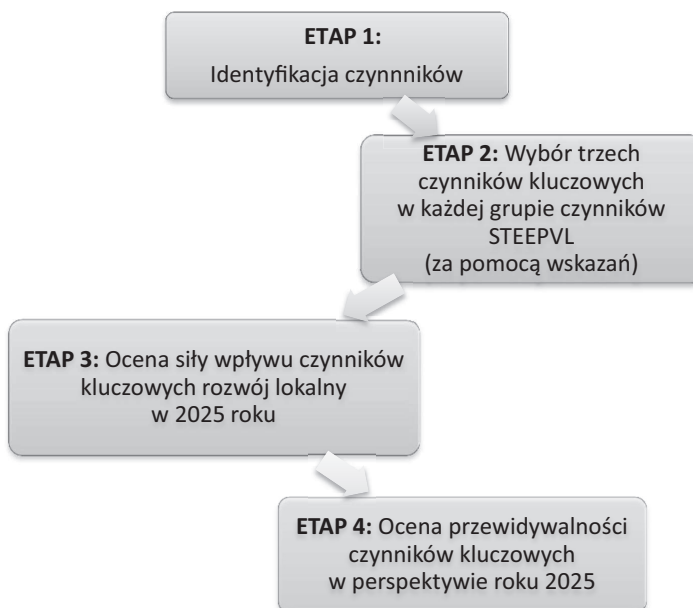 ETAP 1:
Identyfikacja czynnników
ETAP 2: Wybór trzech
czynników kluczowych
w każdej grupie czynników
STEEPVL
(za pomocą wskazań)
ETAP 3: Ocena siły wpływu czynników
kluczowych rozwój lokalny
w 2025 roku
ETAP 4: Ocena przewidywalności
czynników kluczowych
w perspektywie roku 2025